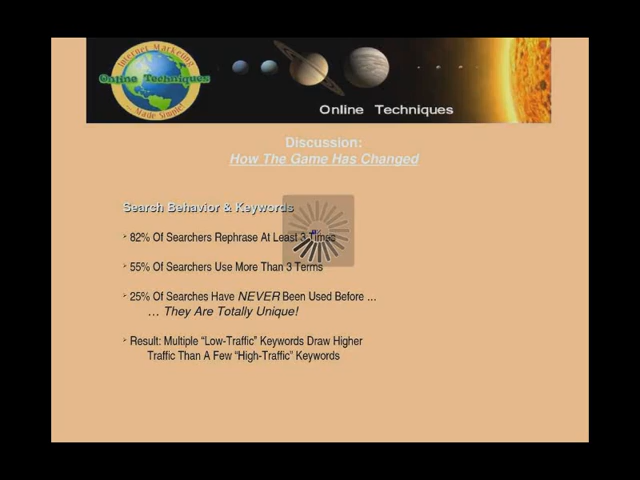 Internet Marketing
Online Techniques
Made Simple
Online Techniques
Discussion:
How The Game Has Changed
Search Behavior & Keywords
82% Of Searchers Rephrase At Least 3 Times
55% Of Searchers Use More Than 3 Terms
25% Of Searches Have NEVER Been Used Before ...
... They Are Totally Unique!
Result: Multiple “Low-Traffic” Keywords Draw Higher
Traffic Than A Few “High-Traffic” Keywords